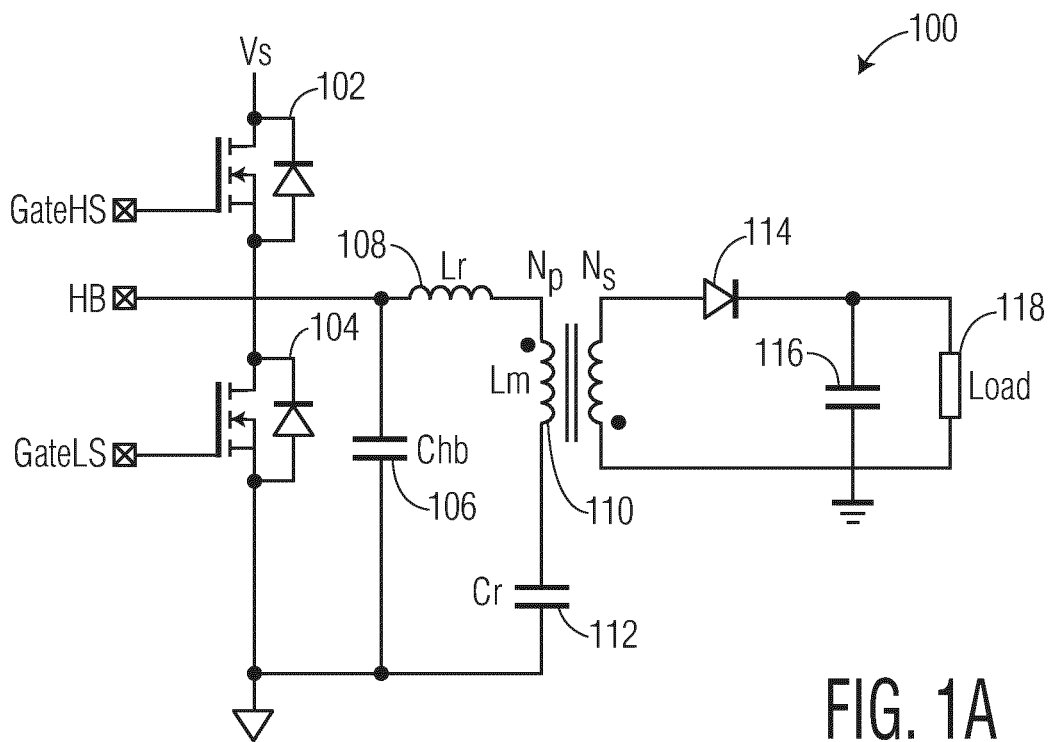 100
Vs
102
GateHS
108
Lr
Np
Ns
114
HB
104
118
116
Lm
Load
GateLS
Chb
106
110
Cr
112
FIG. 1A